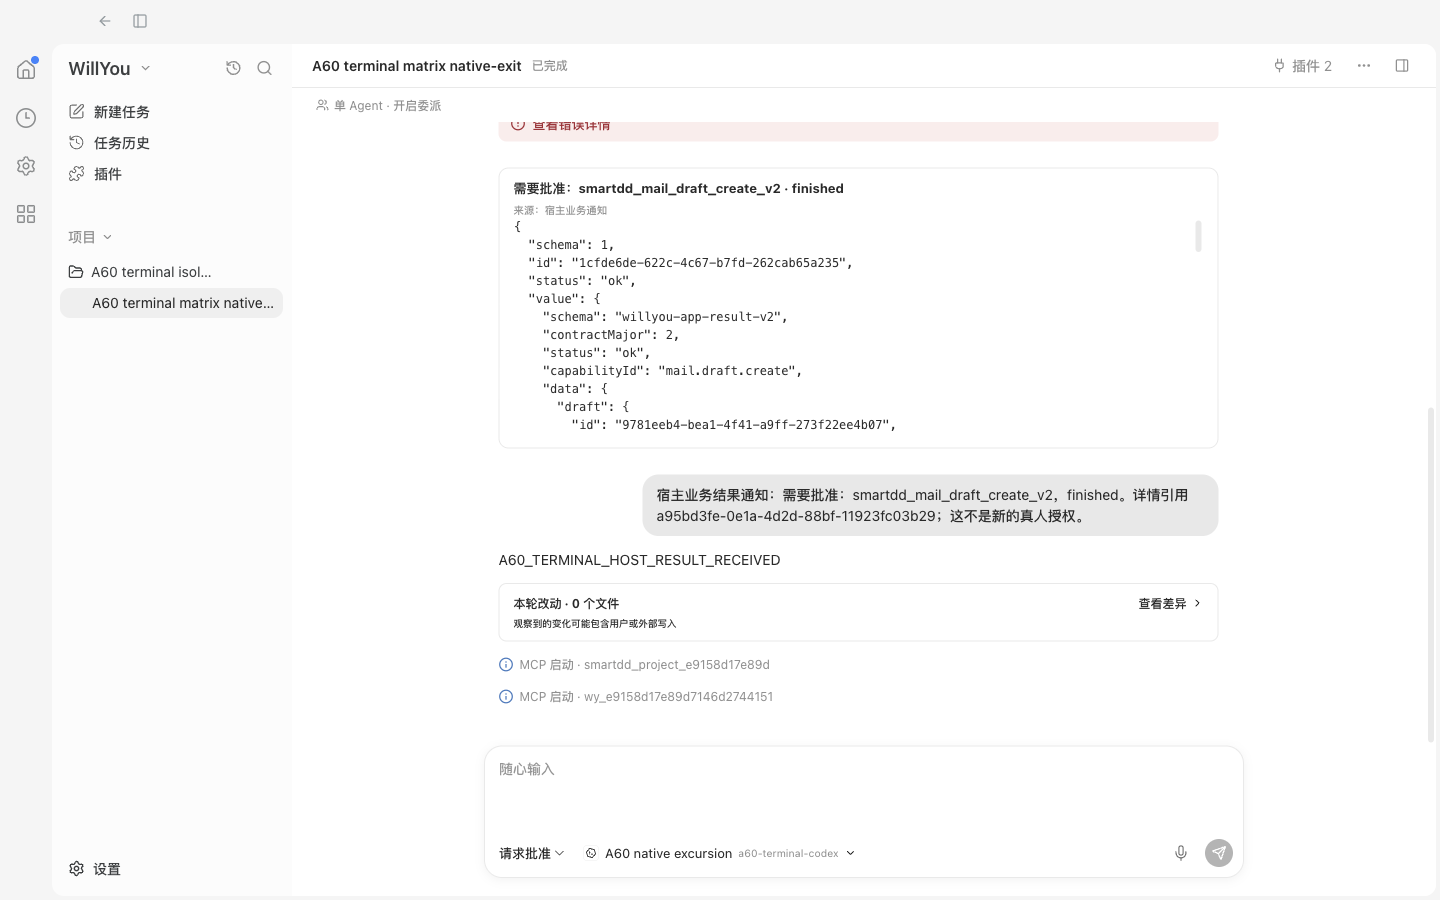 WillYou
新建任务
任务历史
插件
项目
A60 terminal isol...
A60 terminal matrix native...
设置
A60 terminal matrix native-exit 已完成
插件 2
单 Agent · 开启委派
查看错误详情
需要批准：smartdd_mail_draft_create_v2 · finished
来源：宿主业务通知
{
"schema": 1,
"id": "1cfde6de-622c-4c67-b7fd-262cab65a235",
"status": "ok",
"value": {
"schema": "willyou-app-result-v2",
"contractMajor": 2,
"status": "ok",
"capabilityId": "mail.draft.create",
"data": {
"draft": {
"id": "9781eeb4-bea1-4f41-a9ff-273f22ee4b07",
宿主业务结果通知：需要批准：smartdd_mail_draft_create_v2，finished。详情引用
a95bd3fe-0e1a-4d2d-88bf-11923fc03b29；这不是新的真人授权。
A60_TERMINAL_HOST_RESULT_RECEIVED
本轮改动 · 0 个文件
查看差异
观察到的变化可能包含用户或外部写入
MCP 启动 · smartdd_project_e9158d17e89d
MCP 启动 · wy_e9158d17e89d7146d2744151
随心输入
请求批准
A60 native excursion a60-terminal-codex